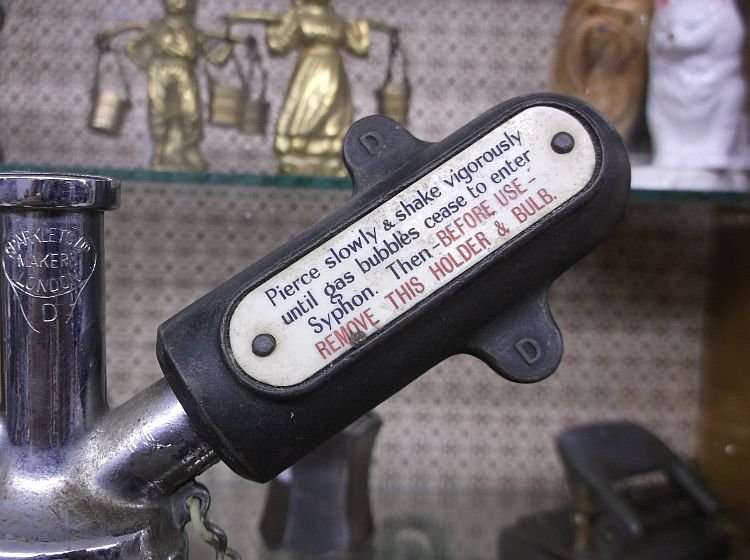 D
Pierce slowly & shake vigorously
until gas bubbles cease to enter
Syphon. Then - BEFORE USE -
REMOVE THIS HOLDER & BULB.
D
SPARKLETS LTD
MAKERS
LONDON
D